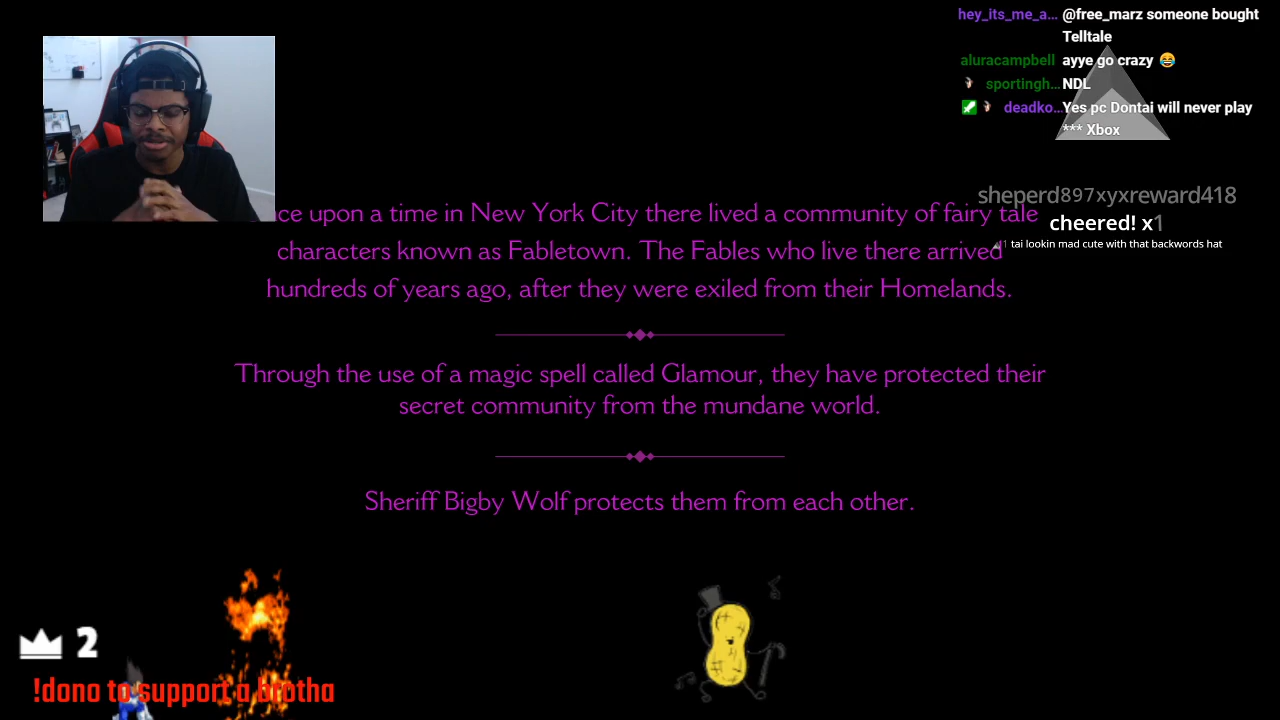 hey_its_me_a... @free_marz someone bought
Telltale
aluracampbell ayye go crazy 😂
sportingh... NDL
deadko... Yes pc Dontai will never play
*** Xbox
sheperd897xyxreward418
cheered! x1
1 tai lookin mad cute with that backwords hat
ce upon a time in New York City there lived a community of fairy tale
characters known as Fabletown. The Fables who live there arrived
hundreds of years ago, after they were exiled from their Homelands.
Through the use of a magic spell called Glamour, they have protected their
secret community from the mundane world.
Sheriff Bigby Wolf protects them from each other.
2
!dono to support a brotha